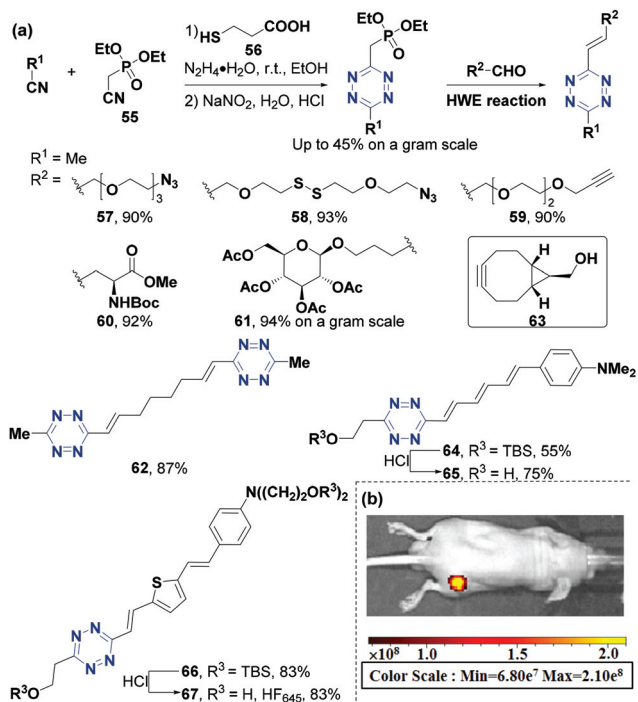 (a)
EtO OEt
P
O
CN
55
R¹
CN
+
1) HS COOH
56
N₂H₄•H₂O, r.t., EtOH
2) NaNO₂, H₂O, HCl
EtO OEt
P
O
N N
N N
R¹
R²−CHO
HWE reaction
R²
N N
N N
R¹
Up to 45% on a gram scale
R¹ = Me
R² =
O N₃
3
57, 90%
O S S O N₃
58, 93%
O O
2
59, 90%
O
OMe
NHBoc
60, 92%
AcO O O
AcO OAc
OAc
61, 94% on a gram scale
H OH
H
63
N=N
N=N
Me
Me
N=N
N=N
62, 87%
NMe₂
N=N
N=N
R³O
64, R³ = TBS, 55%
HCl
65, R³ = H, 75%
N((CH₂)₂OR³)₂
S
N=N
N=N
R³O
66, R³ = TBS, 83%
HCl
67, R³ = H, HF₆₄₅, 83%
(b)
×10⁸ 1.0 1.5 2.0
Color Scale : Min=6.80e⁷ Max=2.10e⁸